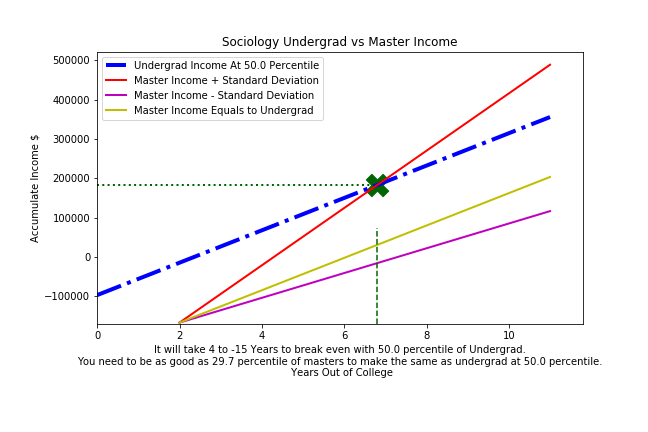 Sociology Undergrad vs Master Income
500000
400000
300000
200000
100000
0
−100000
Accumulate Income $
Undergrad Income At 50.0 Percentile
Master Income + Standard Deviation
Master Income - Standard Deviation
Master Income Equals to Undergrad
0 2 4 6 8 10
It will take 4 to -15 Years to break even with 50.0 percentile of Undergrad.
You need to be as good as 29.7 percentile of masters to make the same as undergrad at 50.0 percentile.
Years Out of College